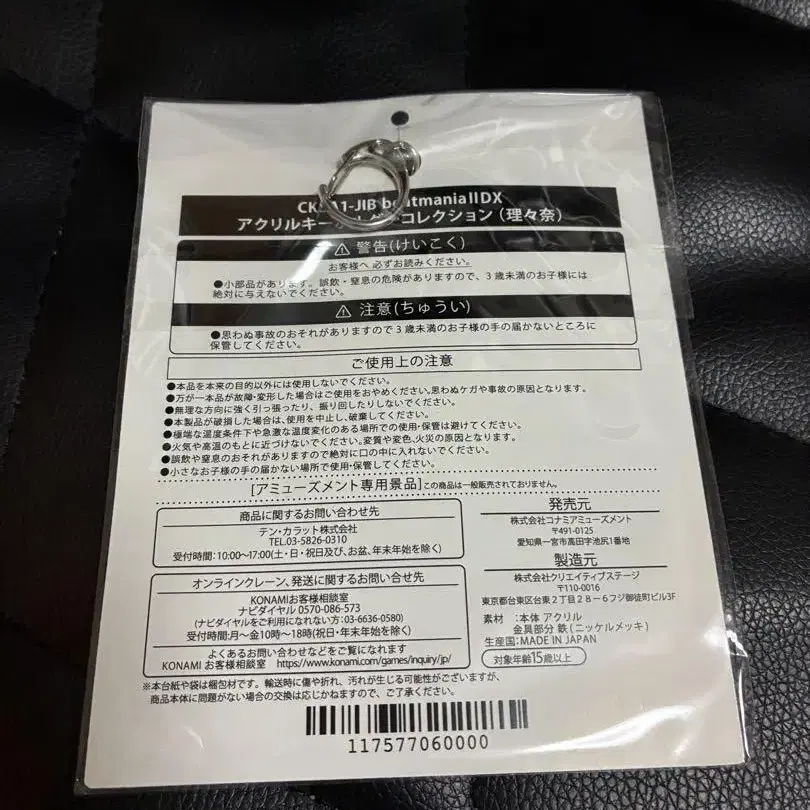 beatmania IIDX
コレクション（理々奈）
⚠ 警告(けいこく)
お客様へ 必ずお読みください。
●小部品があります。誤飲・窒息の危険がありますので、3歳未満のお子様には
絶対に与えないでください。
⚠ 注意(ちゅうい)
●思わぬ事故のおそれがありますので3歳未満のお子様の手の届かないところに
保管してください。
ご使用上の注意
●本品を本来の目的以外には使用しないでください。
●万が一本品が故障・変形した場合はご使用をおやめください。思わぬケガや事故の原因となります。
●無理な方向に強く引っ張ったり、振り回したりしないでください。
●本製品が破損した場合は、使用を中止し、破棄してください。
●極端な温度条件下や急激な温度変化のある場所での使用・保管は避けてください。
●火気や高温のもとに近づけないでください。変質や変色、火災の原因となります。
●誤飲や窒息のおそれがありますので絶対に口の中に入れないでください。
●小さなお子様の手の届かない場所で使用・保管してください。
[アミューズメント専用景品]この商品は一般販売されておりません。
商品に関するお問い合わせ先
テン・カラット株式会社
TEL.03-5826-0310
受付時間：10:00〜17:00(土・日・祝日及び、お盆、年末年始を除く)
オンラインクレーン、発送に関するお問い合せ先
KONAMIお客様相談室
ナビダイヤル 0570-086-573
(ナビダイヤルをご利用になれない方：03-6636-0580)
受付時間：月〜金10時〜18時(祝日・年末年始を除く)
よくあるお問い合わせなどをご覧になれます
KONAMI お客様相談室 https://www.konami.com/games/inquiry/jp/
発売元
株式会社コナミアミューズメント
〒491-0125
愛知県一宮市高田字池尻1番地
製造元
株式会社クリエイティブステージ
〒110-0016
東京都台東区台東2丁目28－6フジ御徒町ビル3F
素材 ：本体 アクリル
金具部分 鉄(ニッケルメッキ)
生産国：MADE IN JAPAN
対象年齢15歳以上
※本台紙や袋は梱包材です。輸送時に傷や折れ、汚れが生じる可能性がございますが、
商品本体に問題がない場合の交換は応じかねますので、ご了承ください。
117577060000